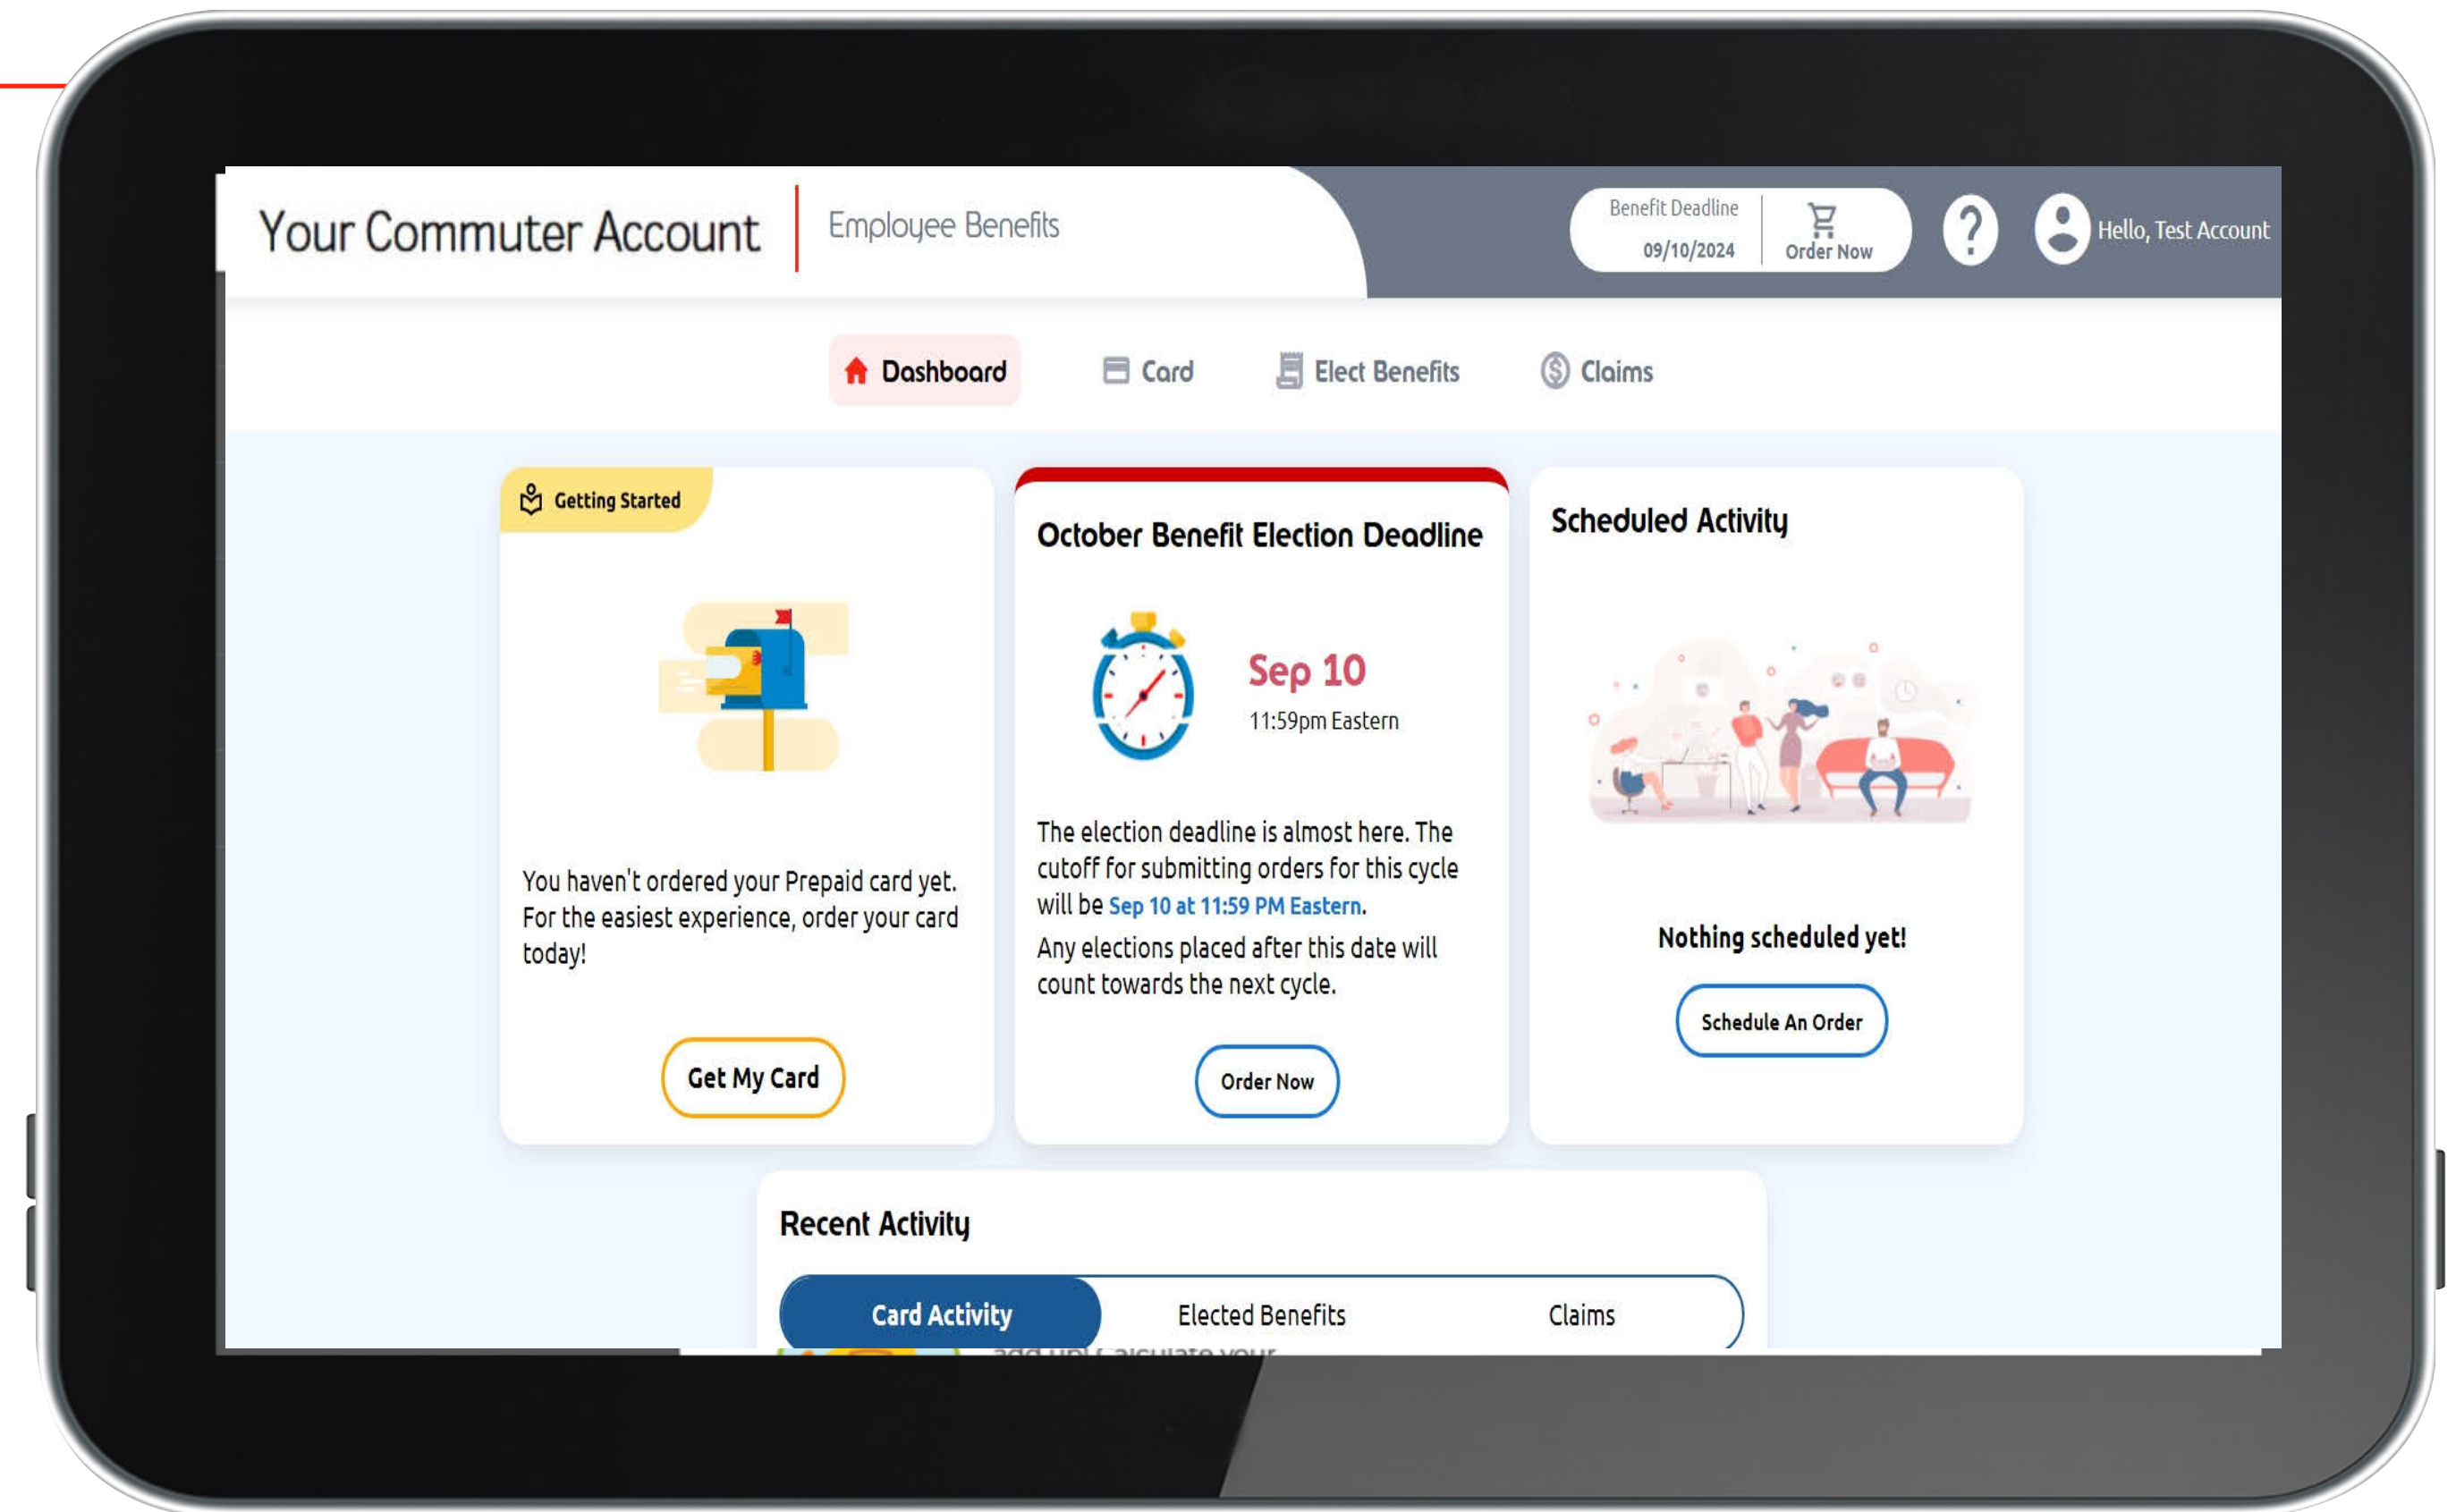 Your Commuter Account
Employee Benefits
Benefit Deadline
09/10/2024
Order Now
?
Hello, Test Account
Dashboard
Card
Elect Benefits
Claims
Getting Started
You haven't ordered your Prepaid card yet.
For the easiest experience, order your card
today!
Get My Card
October Benefit Election Deadline
Sep 10
11:59pm Eastern
The election deadline is almost here. The
cutoff for submitting orders for this cycle
will be Sep 10 at 11:59 PM Eastern.
Any elections placed after this date will
count towards the next cycle.
Order Now
Scheduled Activity
Nothing scheduled yet!
Schedule An Order
Recent Activity
Card Activity
Elected Benefits
Claims
add up! Calculate your